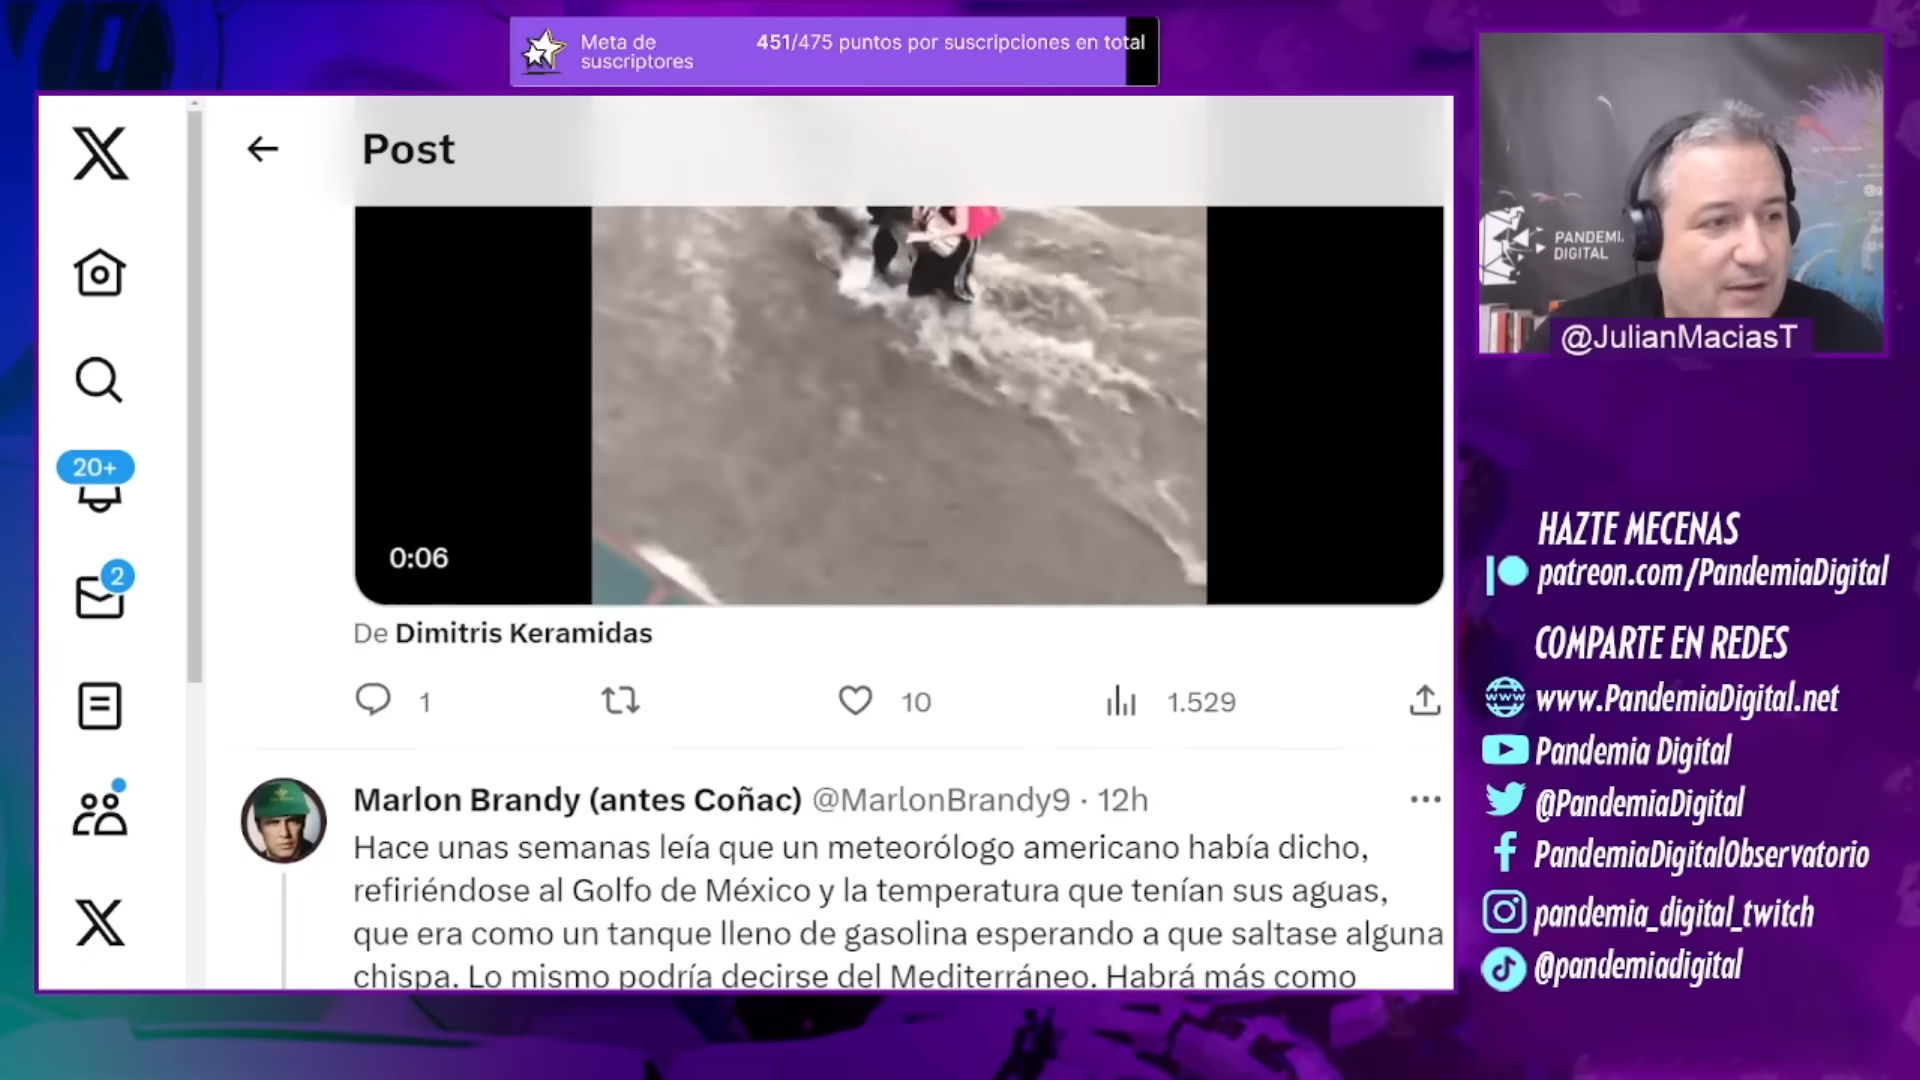 Meta de
suscriptores
451/475 puntos por suscripciones en total
Post
20+
2
0:06
De Dimitris Keramidas
1
10
1.529
Marlon Brandy (antes Coñac) @MarlonBrandy9 · 12h
Hace unas semanas leía que un meteorólogo americano había dicho,
refiriéndose al Golfo de México y la temperatura que tenían sus aguas,
que era como un tanque lleno de gasolina esperando a que saltase alguna
chispa. Lo mismo podría decirse del Mediterráneo. Habrá más como
PANDEMI
DIGITAL
@JulianMaciasT
HAZTE MECENAS
patreon.com/PandemiaDigital
COMPARTE EN REDES
www
www.PandemiaDigital.net
Pandemia Digital
@PandemiaDigital
PandemiaDigitalObservatorio
pandemia_digital_twitch
@pandemiadigital